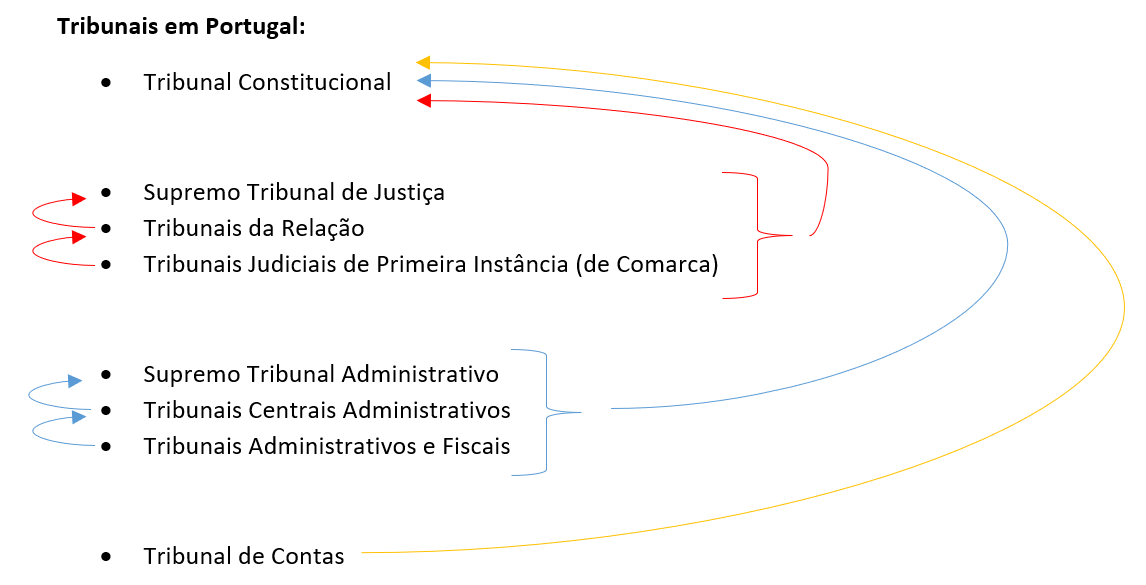 Tribunais em Portugal:
• Tribunal Constitucional
• Supremo Tribunal de Justiça
• Tribunais da Relação
• Tribunais Judiciais de Primeira Instância (de Comarca)
• Supremo Tribunal Administrativo
• Tribunais Centrais Administrativos
• Tribunais Administrativos e Fiscais
• Tribunal de Contas